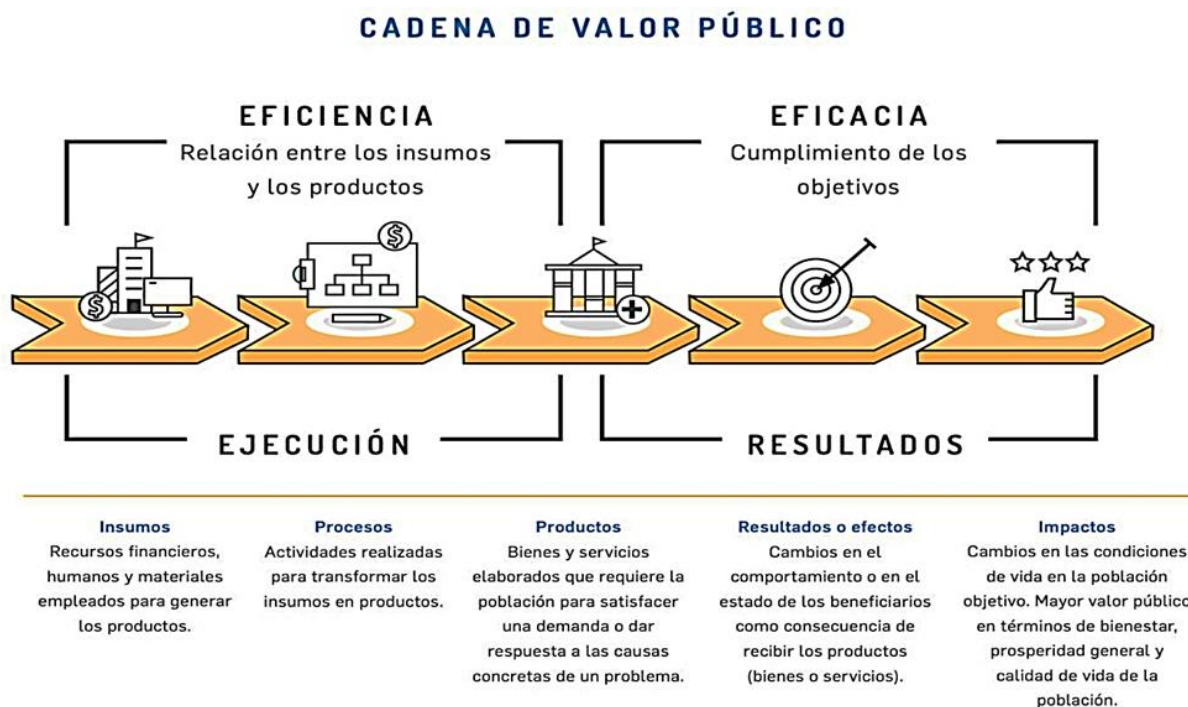 CADENA DE VALOR PÚBLICO
EFICIENCIA
Relación entre los insumos
y los productos
EFICACIA
Cumplimiento de los
objetivos
$
$
EJECUCIÓN
RESULTADOS
Insumos
Recursos financieros,
humanos y materiales
empleados para generar
los productos.
Procesos
Actividades realizadas
para transformar los
insumos en productos.
Productos
Bienes y servicios
elaborados que requiere la
población para satisfacer
una demanda o dar
respuesta a las causas
concretas de un problema.
Resultados o efectos
Cambios en el
comportamiento o en el
estado de los beneficiarios
como consecuencia de
recibir los productos
(bienes o servicios).
Impactos
Cambios en las condiciones
de vida en la población
objetivo. Mayor valor público
en términos de bienestar,
prosperidad general y
calidad de vida de la
población.